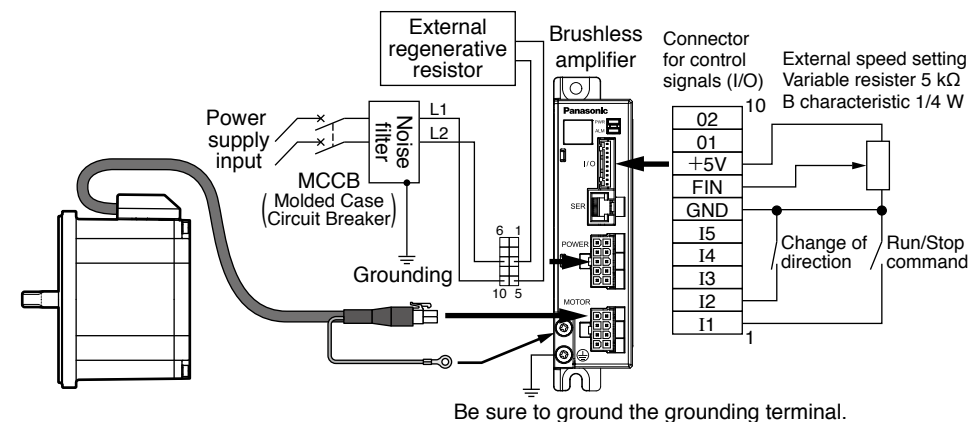 External
regenerative
resistor
Brushless
amplifier
Connector
for control
signals (I/O)
External speed setting
Variable resister 5 kΩ
B characteristic 1/4 W
Power
supply
input
L1
L2
Noise
filter
MCCB
(Molded Case
Circuit Breaker)
Grounding
6 1
10 5
Panasonic
PWR
ALM
I/O
SER
POWER
MOTOR
10
02
01
+5V
FIN
GND
I5
I4
I3
I2
I1
1
Change of
direction
Run/Stop
command
Be sure to ground the grounding terminal.